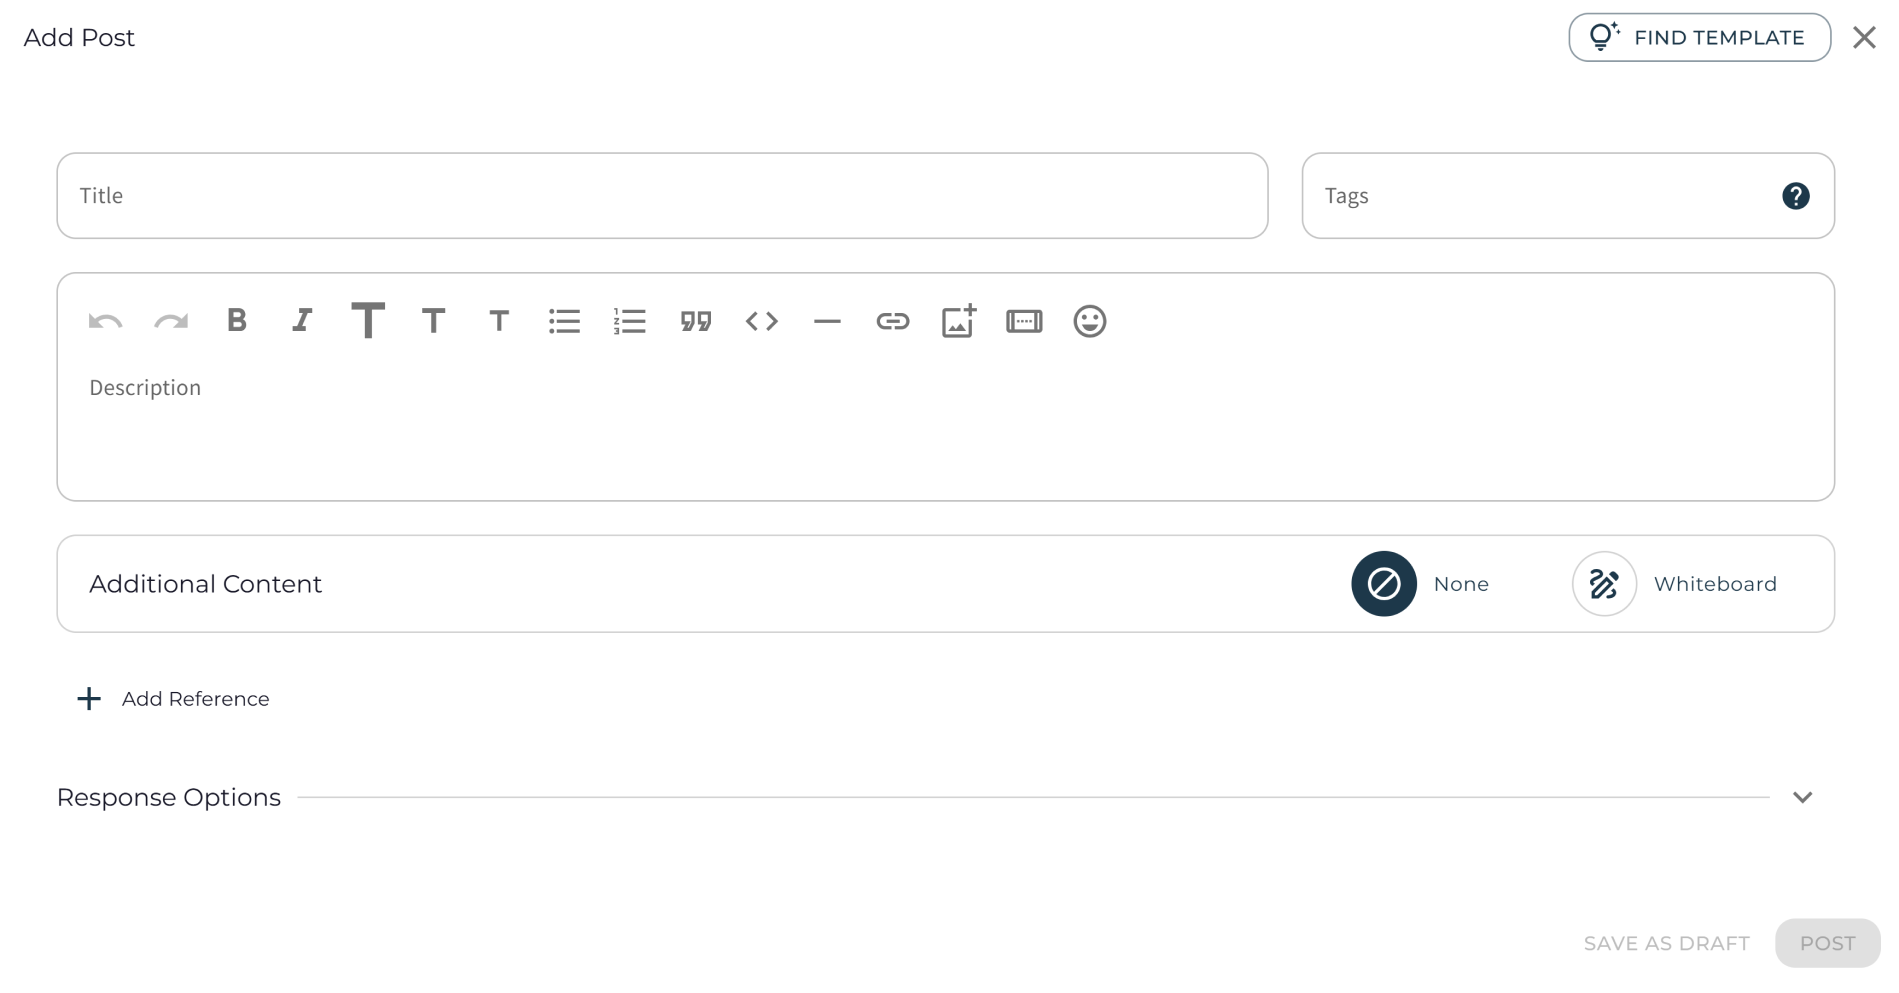 Add Post
FIND TEMPLATE
Title
Tags
Description
Additional Content
None
Whiteboard
Add Reference
Response Options
SAVE AS DRAFT
POST